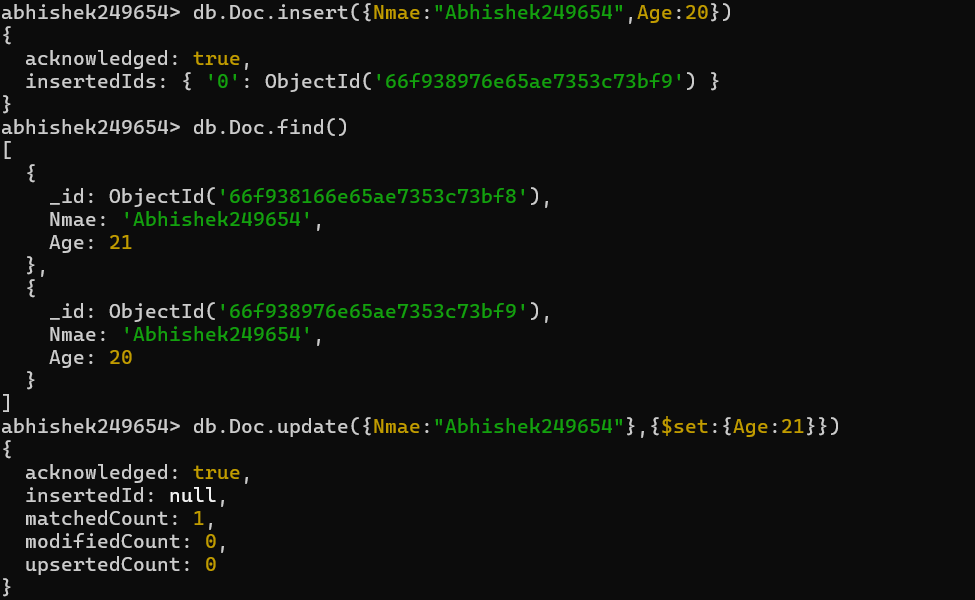 abhishek249654> db.Doc.insert({Nmae:"Abhishek249654",Age:20})
{
  acknowledged: true,
  insertedIds: { '0': ObjectId('66f938976e65ae7353c73bf9') }
}
abhishek249654> db.Doc.find()
[
  {
    _id: ObjectId('66f938166e65ae7353c73bf8'),
    Nmae: 'Abhishek249654',
    Age: 21
  },
  {
    _id: ObjectId('66f938976e65ae7353c73bf9'),
    Nmae: 'Abhishek249654',
    Age: 20
  }
]
abhishek249654> db.Doc.update({Nmae:"Abhishek249654"},{$set:{Age:21}})
{
  acknowledged: true,
  insertedId: null,
  matchedCount: 1,
  modifiedCount: 0,
  upsertedCount: 0
}